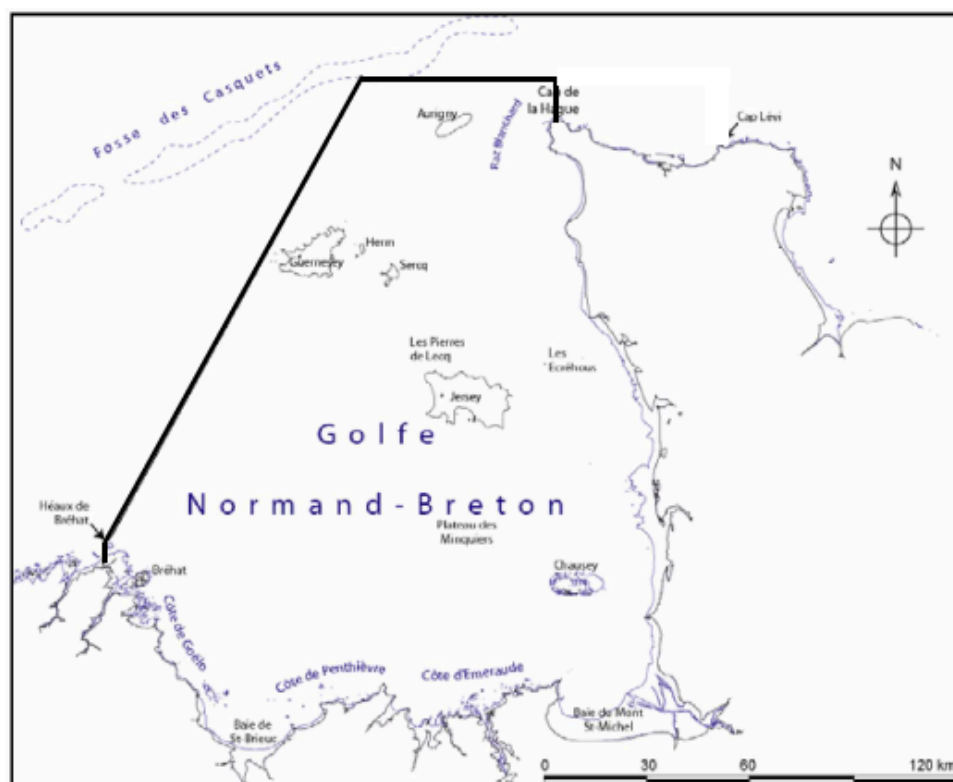 Fosse des Casquets
Aurigny
Raz Blanchard
Cap de
la Hague
Cap Lévi
N
Herm
Guernesey
Sercq
Les Pierres
de Lecq
Les
Ecréhous
Jersey
Golfe
Normand-Breton
Héaux de
Bréhat
Plateau des
Minquiers
Bréhat
Chausey
Côte de Goëlo
Côte de Penthièvre
Côte d'Emeraude
Baie de
St-Brieuc
Baie du Mont
St-Michel
0 30 60 120 km